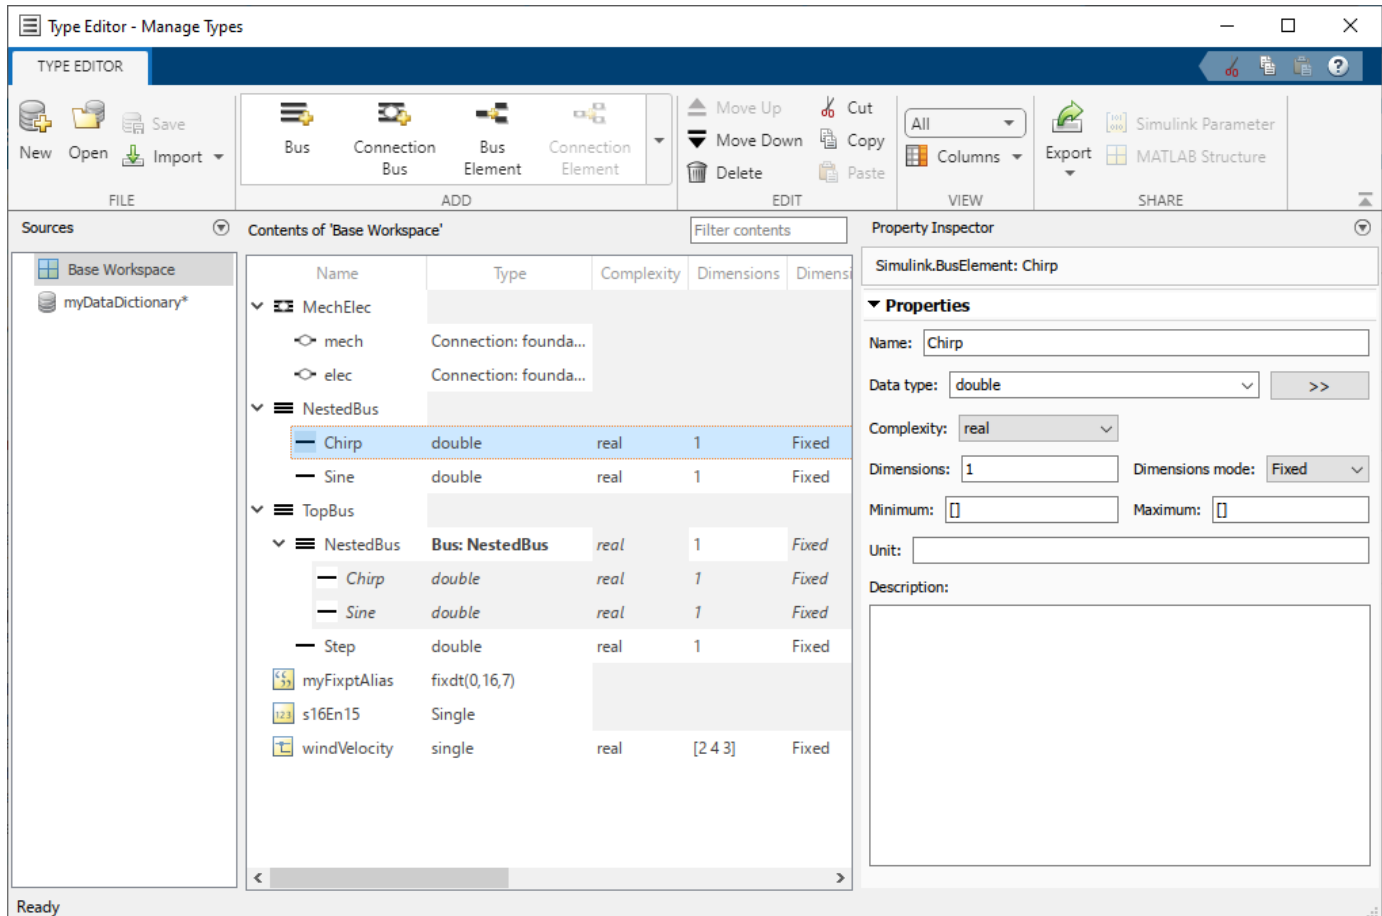 Type Editor - Manage Types
TYPE EDITOR
New
Open
Save
Import
FILE
Bus
Connection Bus
Bus Element
Connection Element
ADD
Move Up
Move Down
Delete
Cut
Copy
Paste
EDIT
All
Columns
VIEW
Export
Simulink Parameter
MATLAB Structure
SHARE
Sources
Base Workspace
myDataDictionary*
Contents of 'Base Workspace'
Filter contents
Name Type Complexity Dimensions Dimensi
MechElec
mech Connection: founda...
elec Connection: founda...
NestedBus
Chirp double real 1 Fixed
Sine double real 1 Fixed
TopBus
NestedBus Bus: NestedBus real 1 Fixed
Chirp double real 1 Fixed
Sine double real 1 Fixed
Step double real 1 Fixed
myFixptAlias fixdt(0,16,7)
123 s16En15 Single
windVelocity single real [2 4 3] Fixed
Property Inspector
Simulink.BusElement: Chirp
Properties
Name: Chirp
Data type: double >>
Complexity: real
Dimensions: 1 Dimensions mode: Fixed
Minimum: [] Maximum: []
Unit:
Description:
Ready